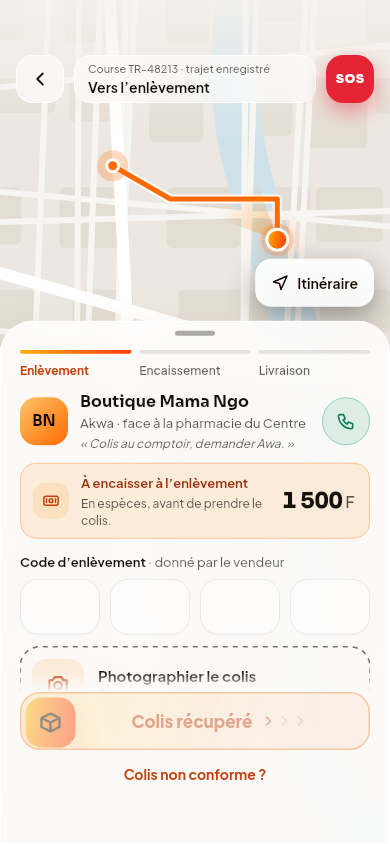 Course TR-48213 · trajet enregistré
Vers l’enlèvement
SOS
Itinéraire
Enlèvement
Encaissement
Livraison
BN
Boutique Mama Ngo
Akwa · face à la pharmacie du Centre
« Colis au comptoir, demander Awa. »
À encaisser à l’enlèvement
En espèces, avant de prendre le
colis.
1 500 F
Code d’enlèvement · donné par le vendeur
Photographier le colis
Colis récupéré
Colis non conforme ?